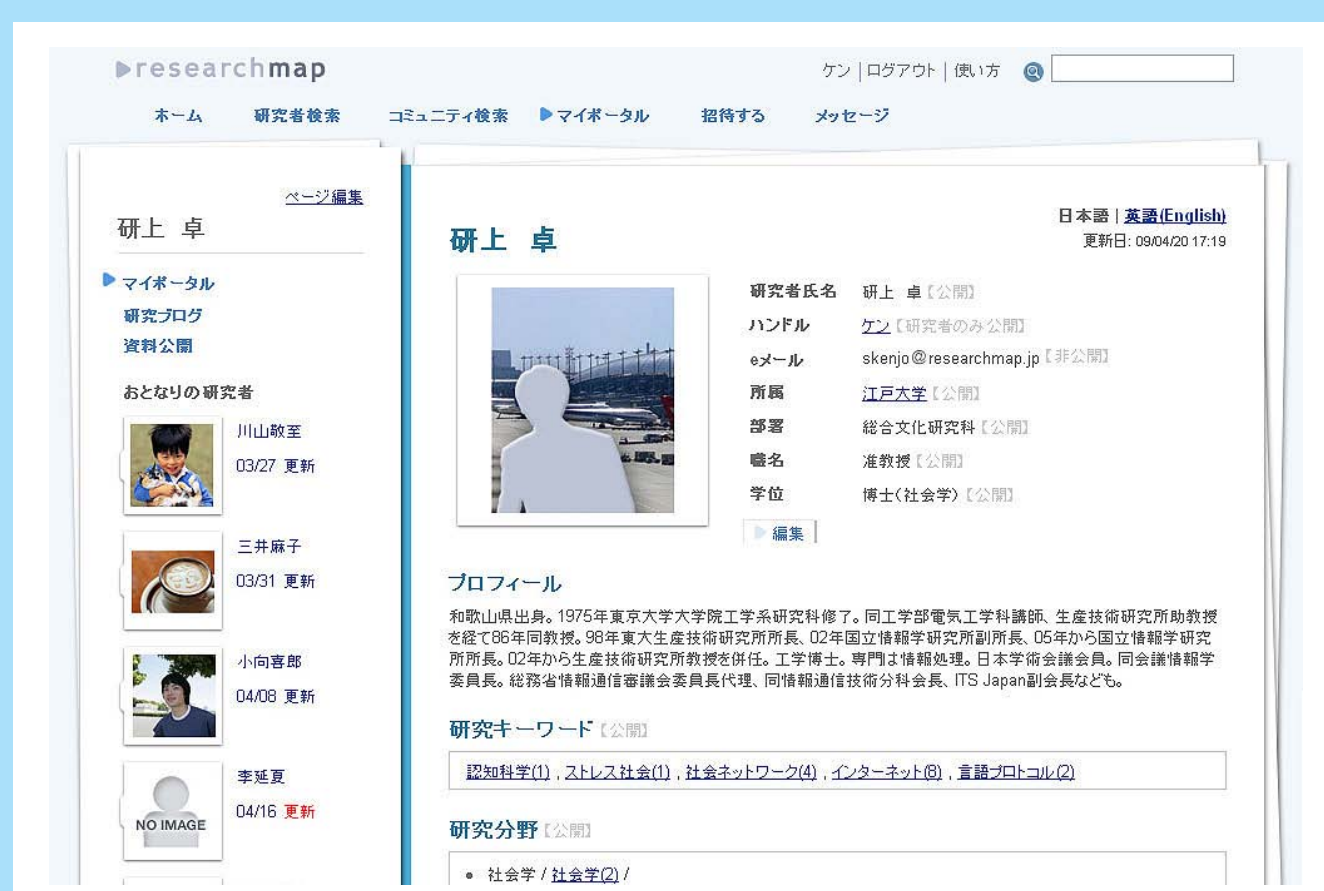 researchmap
ケン | ログアウト | 使い方
ホーム 研究者検索 コミュニティ検索 マイポータル 招待する メッセージ
ページ編集
研上 卓
マイポータル
研究ブログ
資料公開
おとなりの研究者
川山敏至
03/27 更新
三井麻子
03/31 更新
小向喜郎
04/08 更新
李延夏
04/16 更新
NO IMAGE
日本語 | 英語(English)
更新日: 09/04/20 17:19
研上 卓
研究者氏名 研上 卓【公開】
ハンドル ケン【研究者のみ公開】
eメール skenjo@researchmap.jp【非公開】
所属 江戸大学【公開】
部署 総合文化研究科【公開】
職名 准教授【公開】
学位 博士(社会学)【公開】
編集
プロフィール
和歌山県出身。1975年東京大学大学院工学系研究科修了。同工学部電気工学科講師、生産技術研究所助教授
を経て86年同教授。98年東大生産技術研究所所長、02年国立情報学研究所副所長、05年から国立情報学研究
所所長。02年から生産技術研究所教授を併任。工学博士。専門は情報処理。日本学術会議会員。同会議情報学
委員長。総務省情報通信審議会委員長代理、同情報通信技術分科会長、ITS Japan副会長なども。
研究キーワード【公開】
認知科学(1) , ストレス社会(1) , 社会ネットワーク(4) , インターネット(8) , 言語プロトコル(2)
研究分野【公開】
社会学 / 社会学(2) /